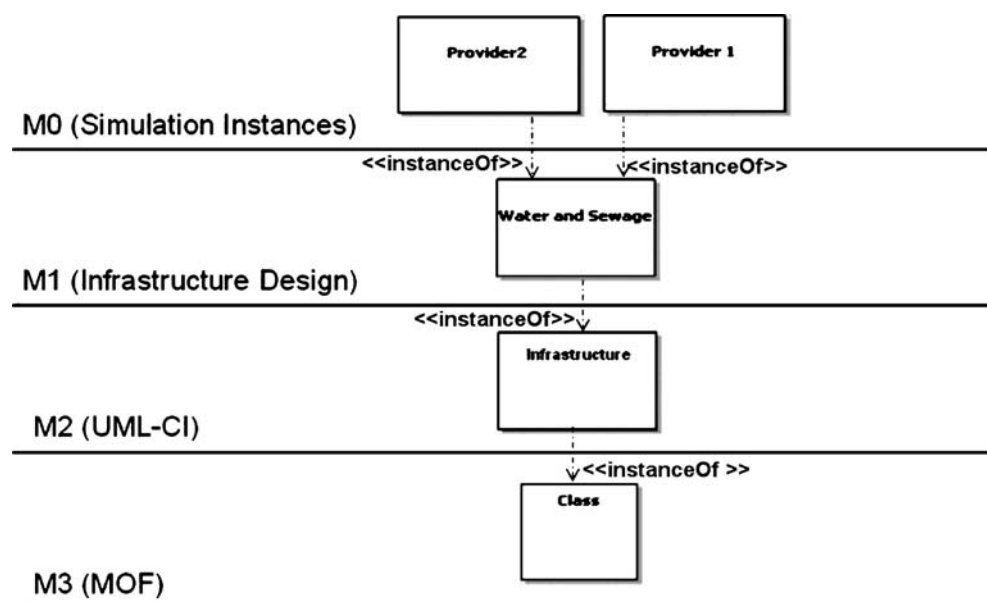 Provider2
Provider 1
M0 (Simulation Instances)
<<instanceOf>>
<<instanceOf>>
Water and Sewage
M1 (Infrastructure Design)
<<instanceOf>>
Infrastructure
M2 (UML-CI)
<<instanceOf >>
Class
M3 (MOF)